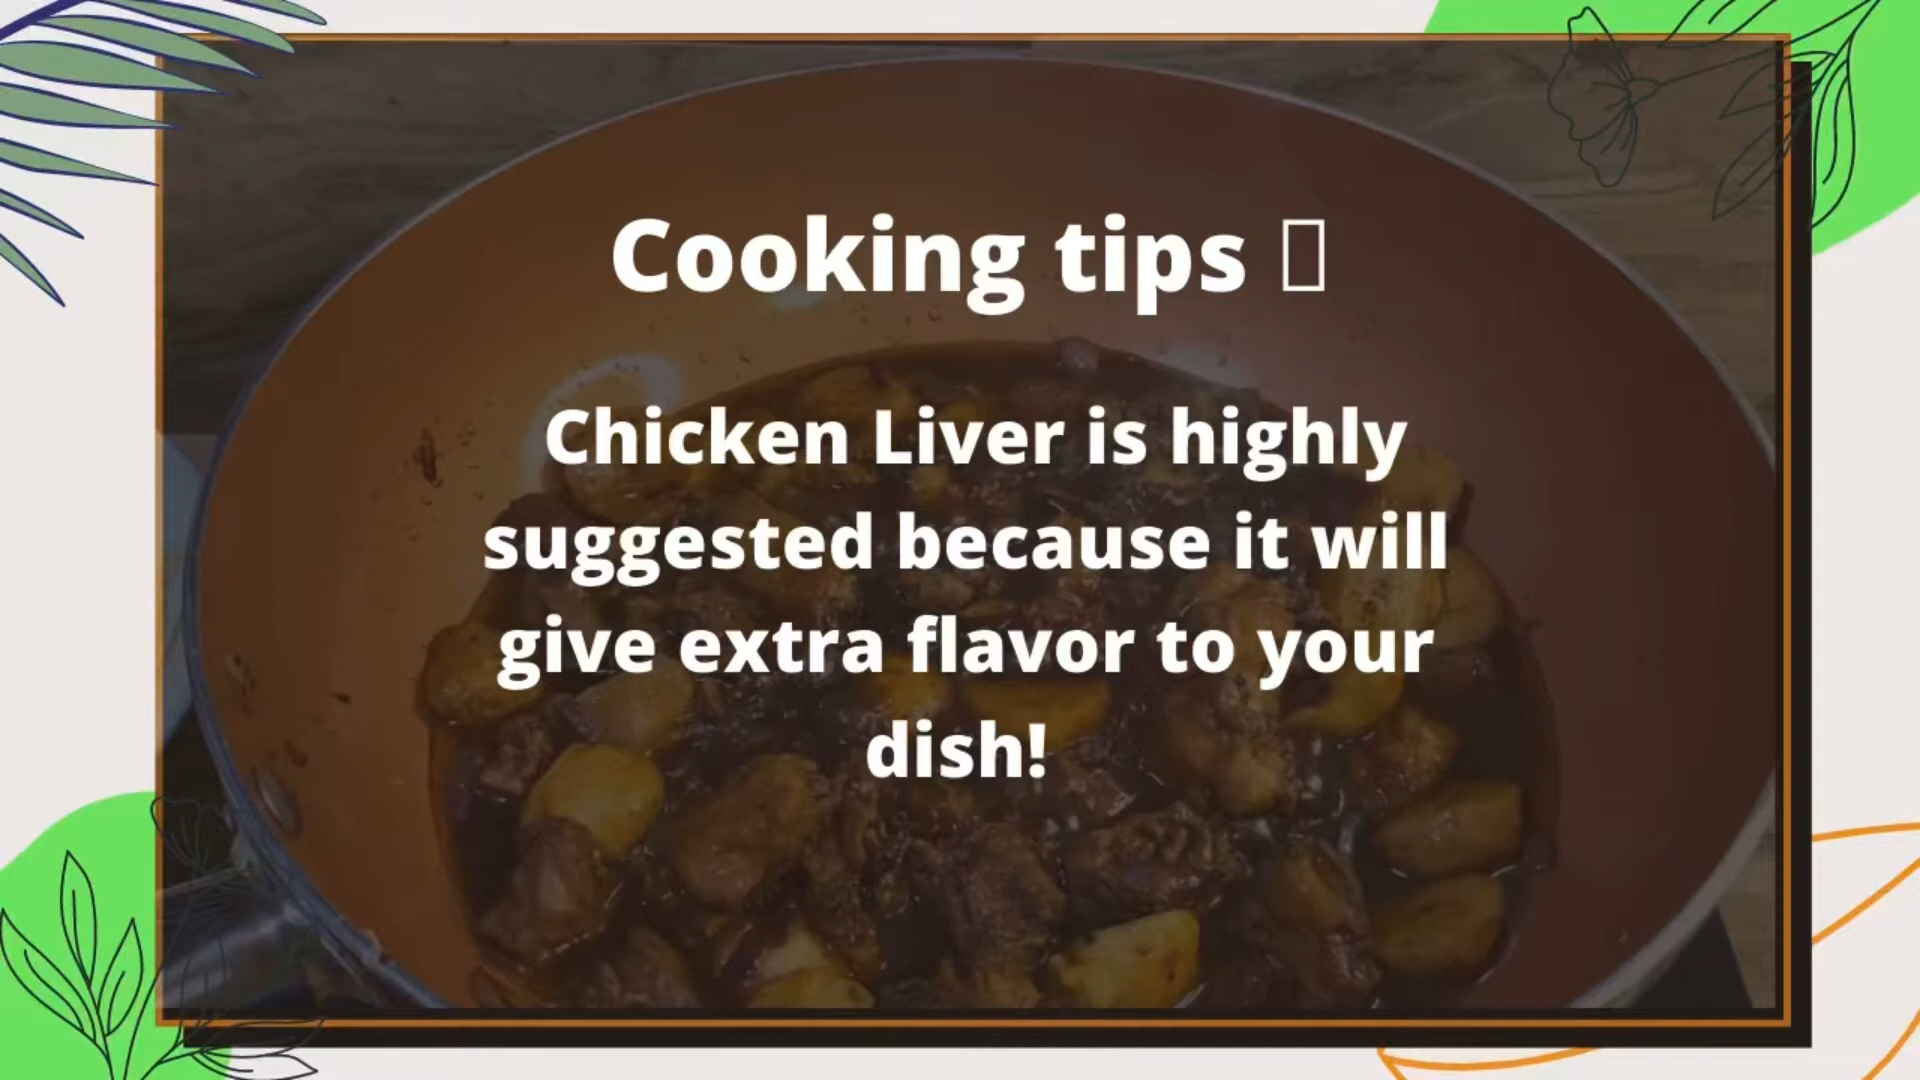 Cooking tips
Chicken Liver is highly
suggested because it will
give extra flavor to your
dish!